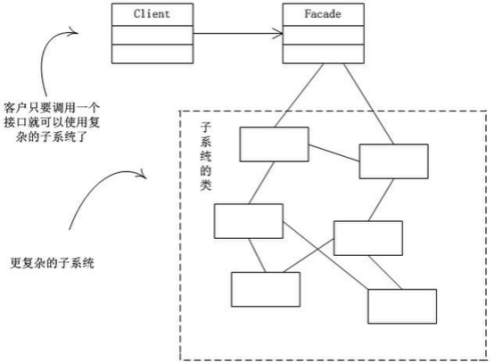 Client
Facade
客户只要调用一个
接口就可以使用复
杂的子系统了
子系统的类
更复杂的子系统